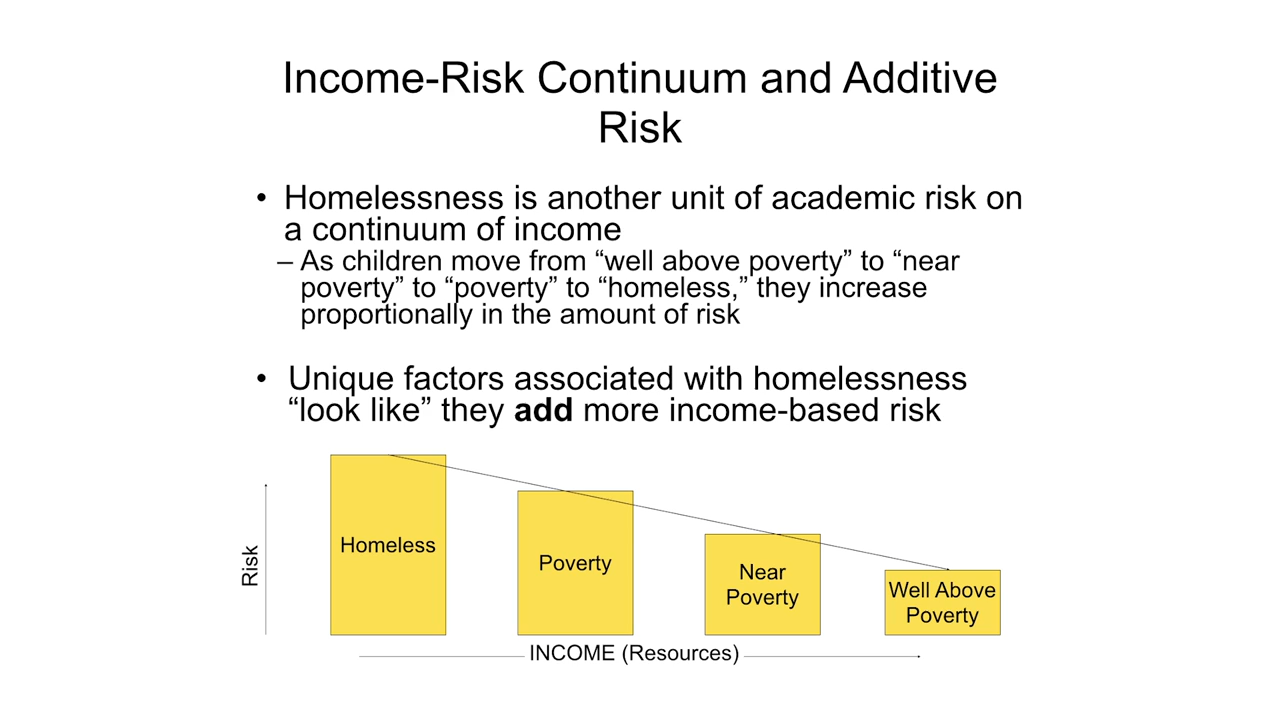 Income-Risk Continuum and Additive
Risk
• Homelessness is another unit of academic risk on
a continuum of income
– As children move from “well above poverty” to “near
poverty” to “poverty” to “homeless,” they increase
proportionally in the amount of risk
• Unique factors associated with homelessness
“look like” they add more income-based risk
Risk
Homeless
Poverty
Near
Poverty
Well Above
Poverty
INCOME (Resources)